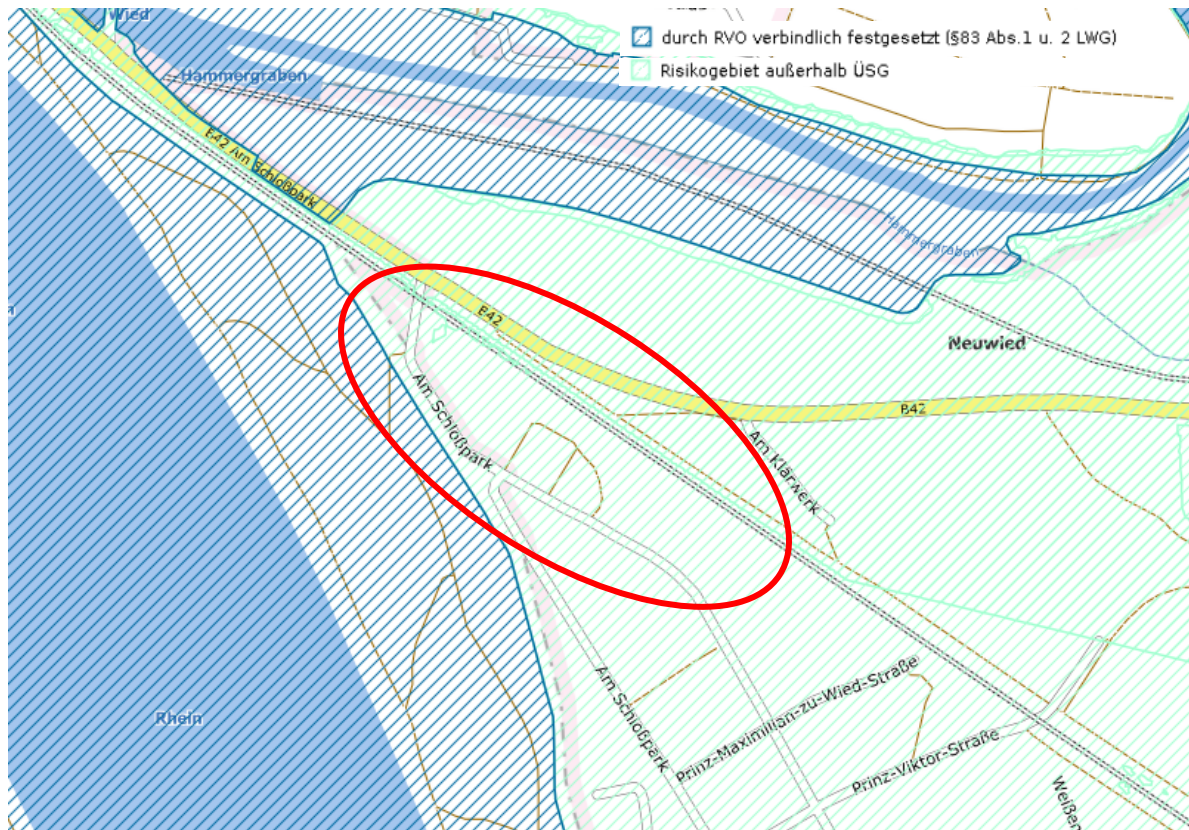 Wied
durch RVO verbindlich festgesetzt (§83 Abs.1 u. 2 LWG)
Risikogebiet außerhalb ÜSG
Hammergraben
B42 Am Schloßpark
Hammergraben
B42
Neuwied
Am Schloßpark
B42
Am Klärwerk
Rhein
Am Schloßpark
Prinz-Maximilian-zu-Wied-Straße
Prinz-Viktor-Straße
Weißen